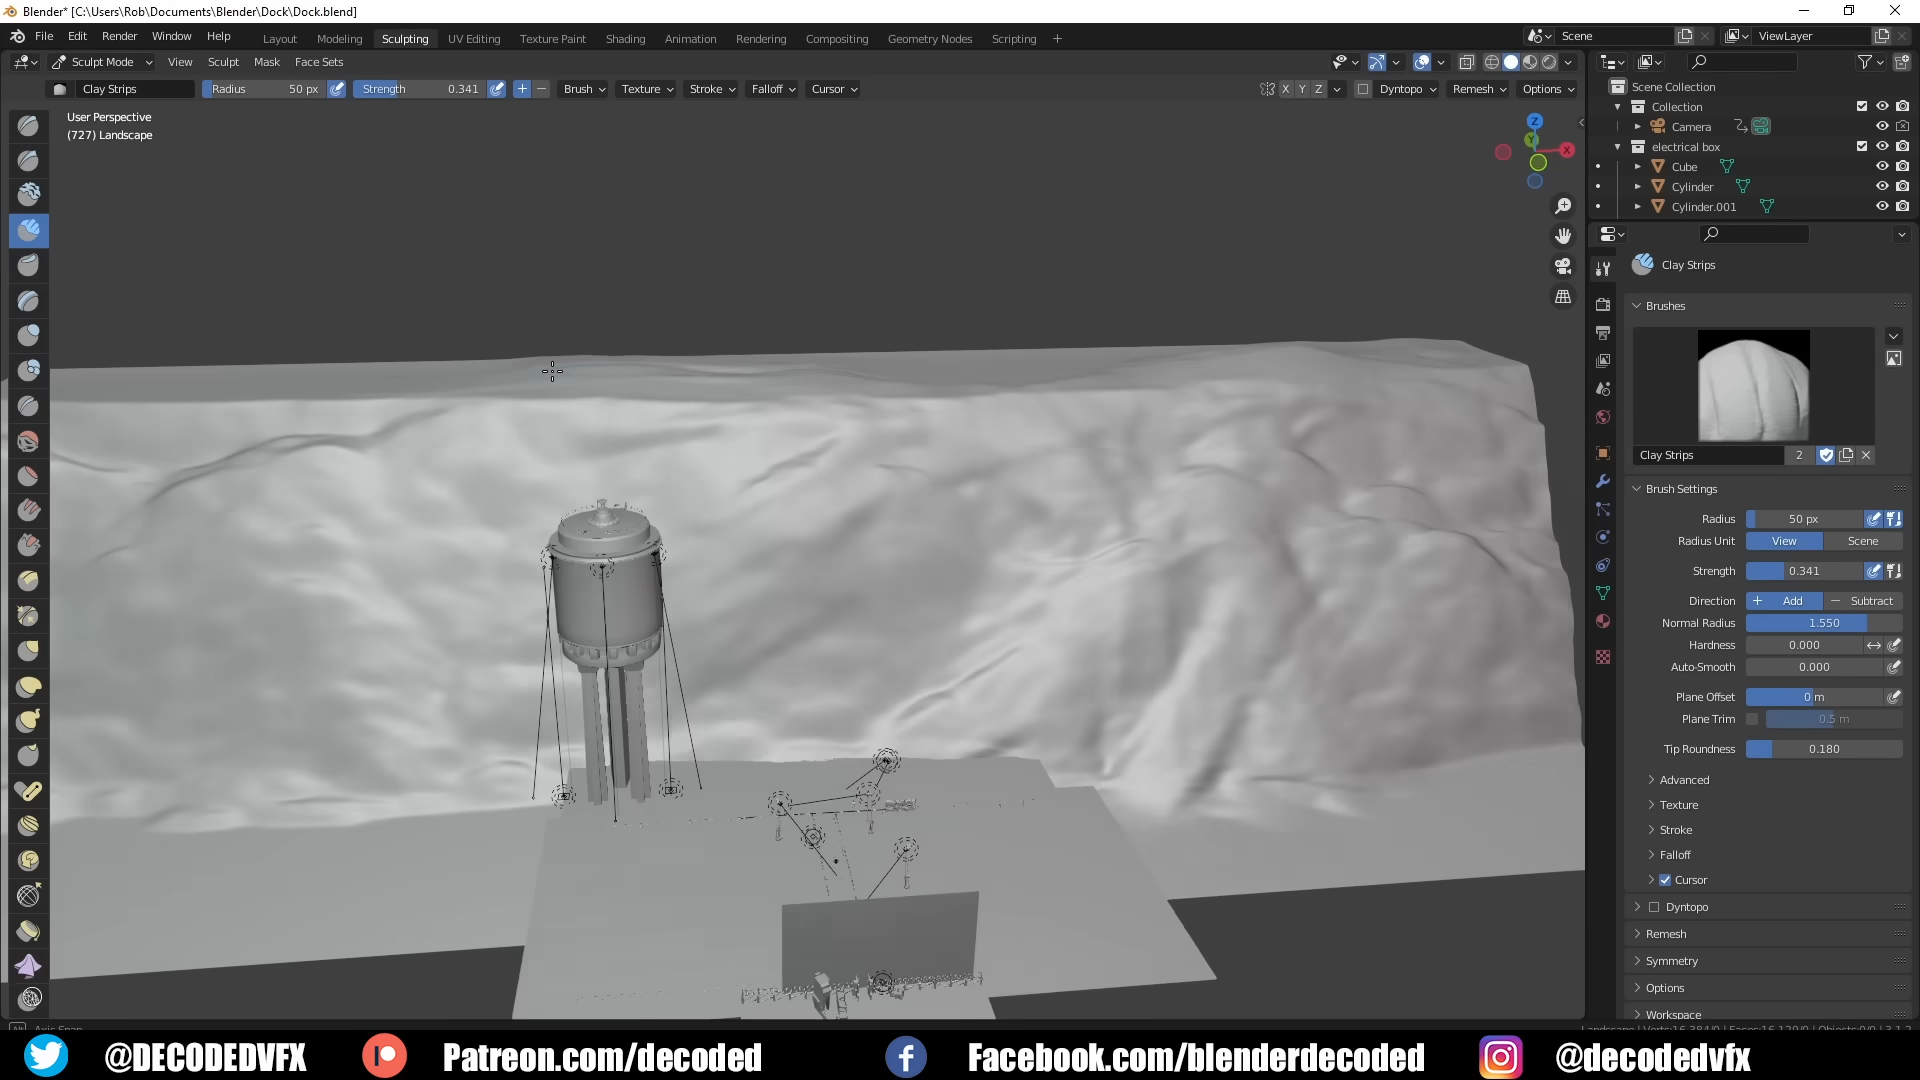 Blender* [C:\Users\Rob\Documents\Blender\Dock\Dock.blend]
File Edit Render Window Help Layout Modeling Sculpting UV Editing Texture Paint Shading Animation Rendering Compositing Geometry Nodes Scripting + Scene ViewLayer
Sculpt Mode View Sculpt Mask Face Sets
Clay Strips Radius 50 px Strength 0.341 + − Brush Texture Stroke Falloff Cursor X Y Z Dyntopo Remesh Options
User Perspective
(727) Landscape
Z
Y
X
Scene Collection
Collection
Camera
electrical box
Cube
Cylinder
Cylinder.001
Clay Strips
Brushes
Clay Strips 2
Brush Settings
Radius 50 px
Radius Unit View Scene
Strength 0.341
Direction + Add − Subtract
Normal Radius 1.550
Hardness 0.000
Auto-Smooth 0.000
Plane Offset 0 m
Plane Trim 0.5 m
Tip Roundness 0.180
Advanced
Texture
Stroke
Falloff
Cursor
Dyntopo
Remesh
Symmetry
Options
Workspace
@DECODEDVFX Patreon.com/decoded Facebook.com/blenderdecoded @decodedvfx